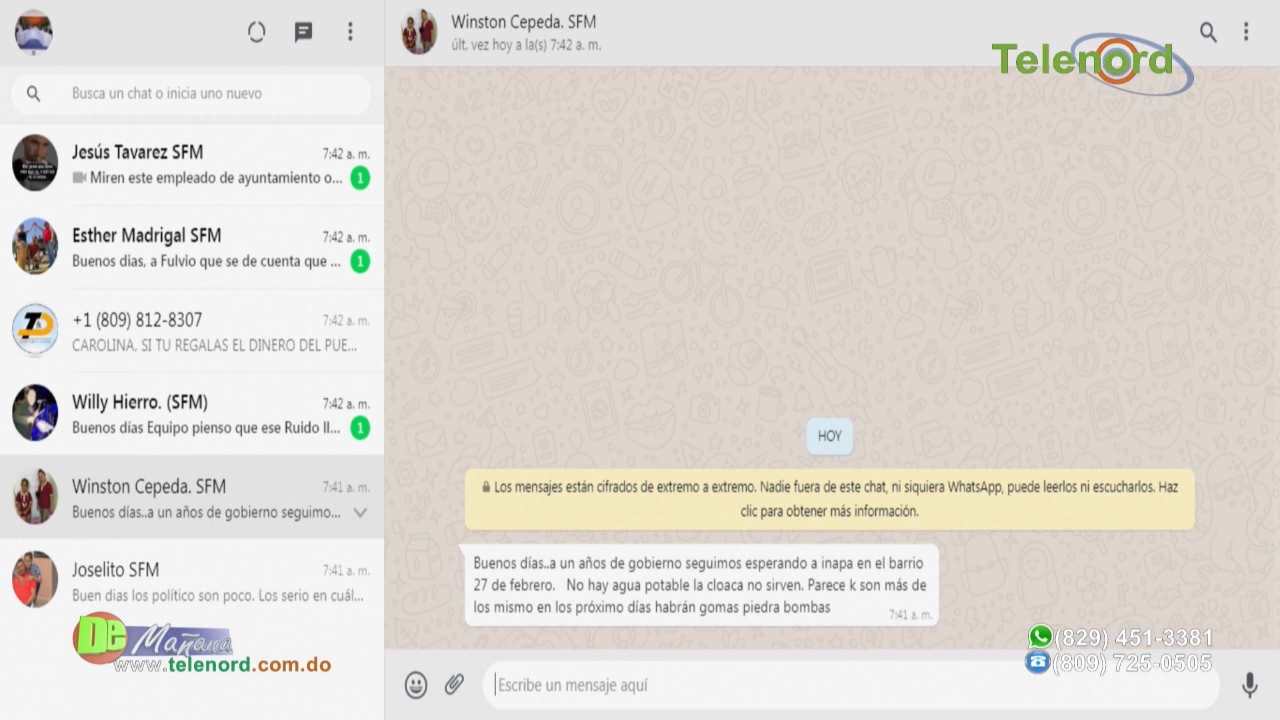 Winston Cepeda. SFM
últ. vez hoy a la(s) 7:42 a. m.
Telenord
Busca un chat o inicia uno nuevo
Jesús Tavarez SFM
7:42 a. m.
Miren este empleado de ayuntamiento o...
1
Esther Madrigal SFM
7:42 a. m.
Buenos dias, a Fulvio que se de cuenta que ...
1
+1 (809) 812-8307
7:42 a. m.
CAROLINA, SI TU REGALAS EL DINERO DEL PUE...
Willy Hierro. (SFM)
7:42 a. m.
Buenos días Equipo pienso que ese Ruido Il...
1
Winston Cepeda. SFM
7:41 a. m.
Buenos días..a un años de gobierno seguimo...
Joselito SFM
7:41 a. m.
Buen dias los político son poco. Los serio en cuál...
De Mañana
www.telenord.com.do
HOY
Los mensajes están cifrados de extremo a extremo. Nadie fuera de este chat, ni siquiera WhatsApp, puede leerlos ni escucharlos. Haz
clic para obtener más información.
Buenos días..a un años de gobierno seguimos esperando a inapa en el barrio
27 de febrero. No hay agua potable la cloaca no sirven. Parece k son más de
los mismo en los próximo días habrán gomas piedra bombas
7:41 a. m.
(829) 451-3381
(809) 725-0505
Escribe un mensaje aquí